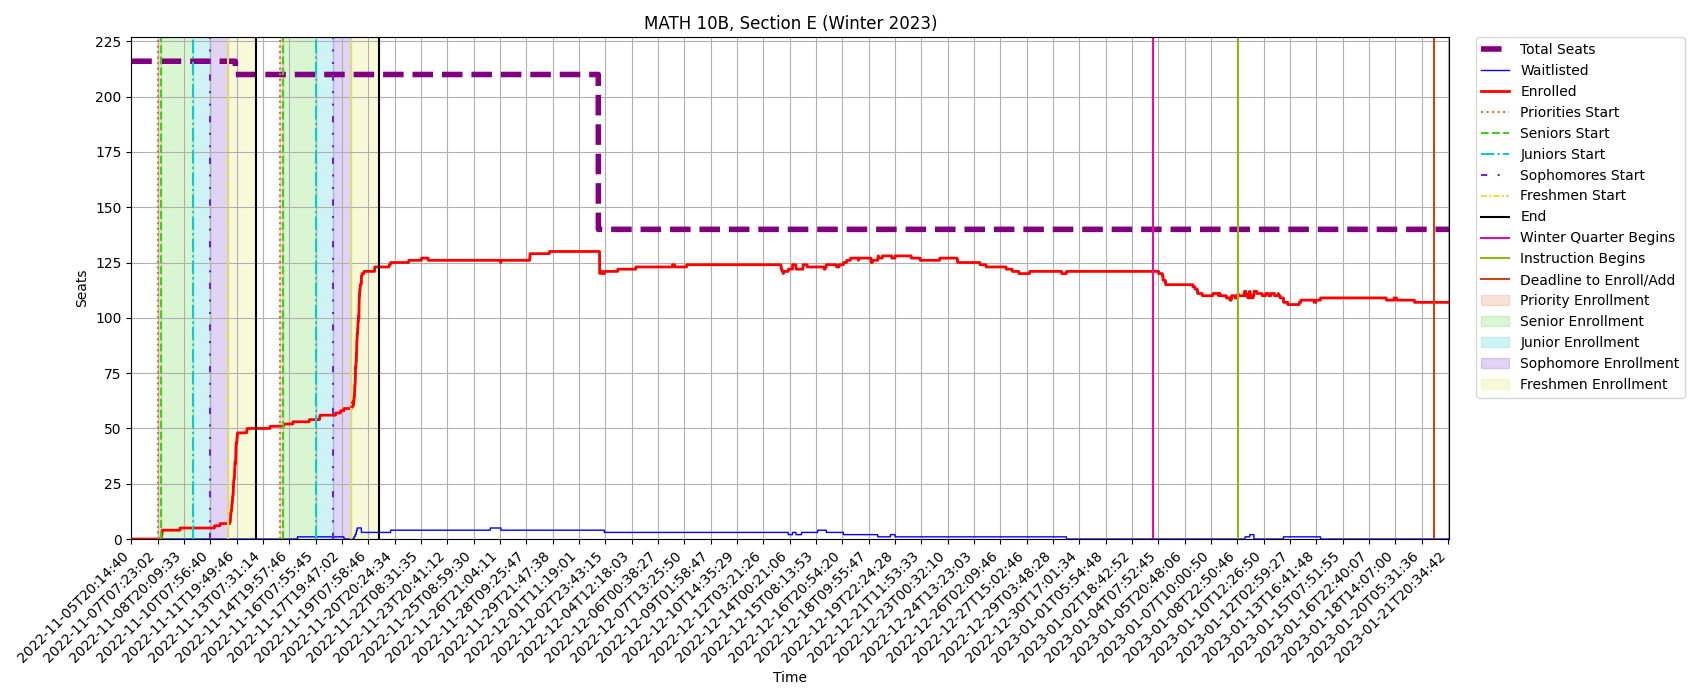 MATH 10B, Section E (Winter 2023)
225
200
175
150
125
100
75
50
25
0
Seats
2022-11-05T20:14:40
2022-11-07T07:23:02
2022-11-08T20:09:33
2022-11-10T07:56:40
2022-11-11T19:49:46
2022-11-13T07:31:14
2022-11-14T19:57:46
2022-11-16T07:55:45
2022-11-17T19:47:02
2022-11-19T07:58:46
2022-11-20T20:24:34
2022-11-22T08:31:35
2022-11-23T20:41:12
2022-11-25T08:59:30
2022-11-26T21:04:11
2022-11-28T09:25:47
2022-11-29T21:47:38
2022-12-01T11:19:01
2022-12-02T23:43:15
2022-12-04T12:18:03
2022-12-06T00:38:27
2022-12-07T13:25:50
2022-12-09T01:58:47
2022-12-10T14:35:29
2022-12-12T03:21:26
2022-12-14T00:21:06
2022-12-15T08:13:53
2022-12-16T20:54:20
2022-12-18T09:55:47
2022-12-19T22:24:28
2022-12-21T11:53:33
2022-12-23T00:32:10
2022-12-24T13:23:03
2022-12-26T02:09:46
2022-12-27T15:02:46
2022-12-29T03:48:28
2022-12-30T17:01:34
2023-01-01T05:54:48
2023-01-02T18:42:52
2023-01-04T07:52:45
2023-01-05T20:48:06
2023-01-07T10:00:50
2023-01-08T22:50:46
2023-01-10T12:26:50
2023-01-12T02:59:27
2023-01-13T16:41:48
2023-01-15T07:51:55
2023-01-16T22:40:07
2023-01-18T14:07:00
2023-01-20T05:31:36
2023-01-21T20:34:42
Time
Total Seats
Waitlisted
Enrolled
Priorities Start
Seniors Start
Juniors Start
Sophomores Start
Freshmen Start
End
Winter Quarter Begins
Instruction Begins
Deadline to Enroll/Add
Priority Enrollment
Senior Enrollment
Junior Enrollment
Sophomore Enrollment
Freshmen Enrollment